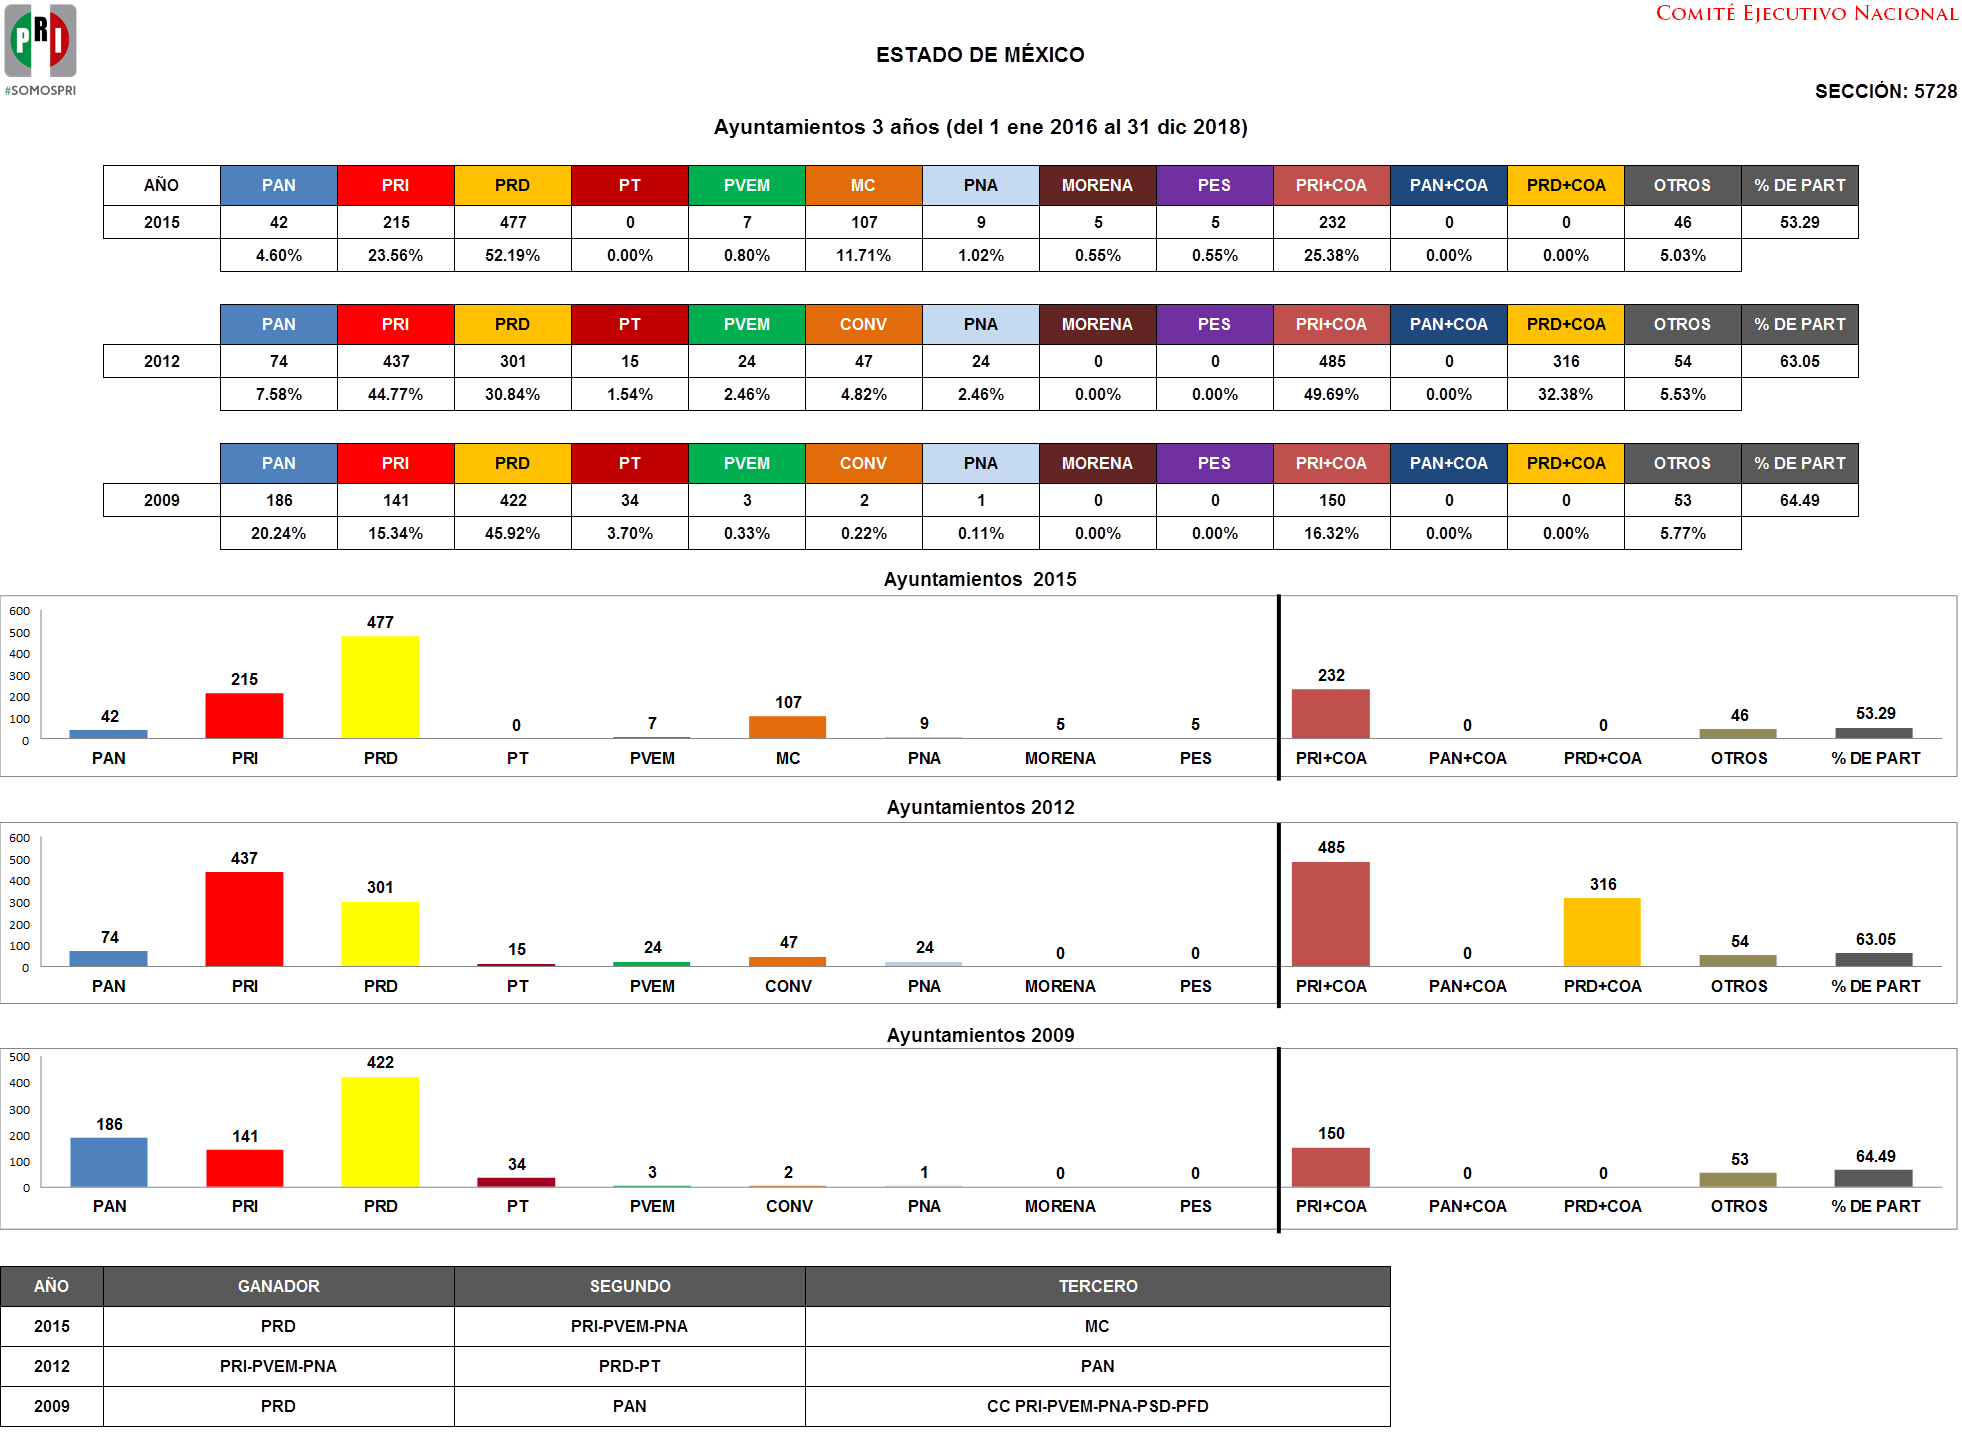 PRI
#SOMOSPRI
COMITÉ EJECUTIVO NACIONAL
ESTADO DE MÉXICO
SECCIÓN: 5728
Ayuntamientos 3 años (del 1 ene 2016 al 31 dic 2018)
AÑO PAN PRI PRD PT PVEM MC PNA MORENA PES PRI+COA PAN+COA PRD+COA OTROS % DE PART
2015 42 215 477 0 7 107 9 5 5 232 0 0 46 53.29
4.60% 23.56% 52.19% 0.00% 0.80% 11.71% 1.02% 0.55% 0.55% 25.38% 0.00% 0.00% 5.03%
PAN PRI PRD PT PVEM CONV PNA MORENA PES PRI+COA PAN+COA PRD+COA OTROS % DE PART
2012 74 437 301 15 24 47 24 0 0 485 0 316 54 63.05
7.58% 44.77% 30.84% 1.54% 2.46% 4.82% 2.46% 0.00% 0.00% 49.69% 0.00% 32.38% 5.53%
PAN PRI PRD PT PVEM CONV PNA MORENA PES PRI+COA PAN+COA PRD+COA OTROS % DE PART
2009 186 141 422 34 3 2 1 0 0 150 0 0 53 64.49
20.24% 15.34% 45.92% 3.70% 0.33% 0.22% 0.11% 0.00% 0.00% 16.32% 0.00% 0.00% 5.77%
Ayuntamientos 2015
600
500
400
300
200
100
0
42 215 477 0 7 107 9 5 5 232 0 0 46 53.29
PAN PRI PRD PT PVEM MC PNA MORENA PES PRI+COA PAN+COA PRD+COA OTROS % DE PART
Ayuntamientos 2012
600
500
400
300
200
100
0
74 437 301 15 24 47 24 0 0 485 0 316 54 63.05
PAN PRI PRD PT PVEM CONV PNA MORENA PES PRI+COA PAN+COA PRD+COA OTROS % DE PART
Ayuntamientos 2009
500
400
300
200
100
0
186 141 422 34 3 2 1 0 0 150 0 0 53 64.49
PAN PRI PRD PT PVEM CONV PNA MORENA PES PRI+COA PAN+COA PRD+COA OTROS % DE PART
AÑO GANADOR SEGUNDO TERCERO
2015 PRD PRI-PVEM-PNA MC
2012 PRI-PVEM-PNA PRD-PT PAN
2009 PRD PAN CC PRI-PVEM-PNA-PSD-PFD